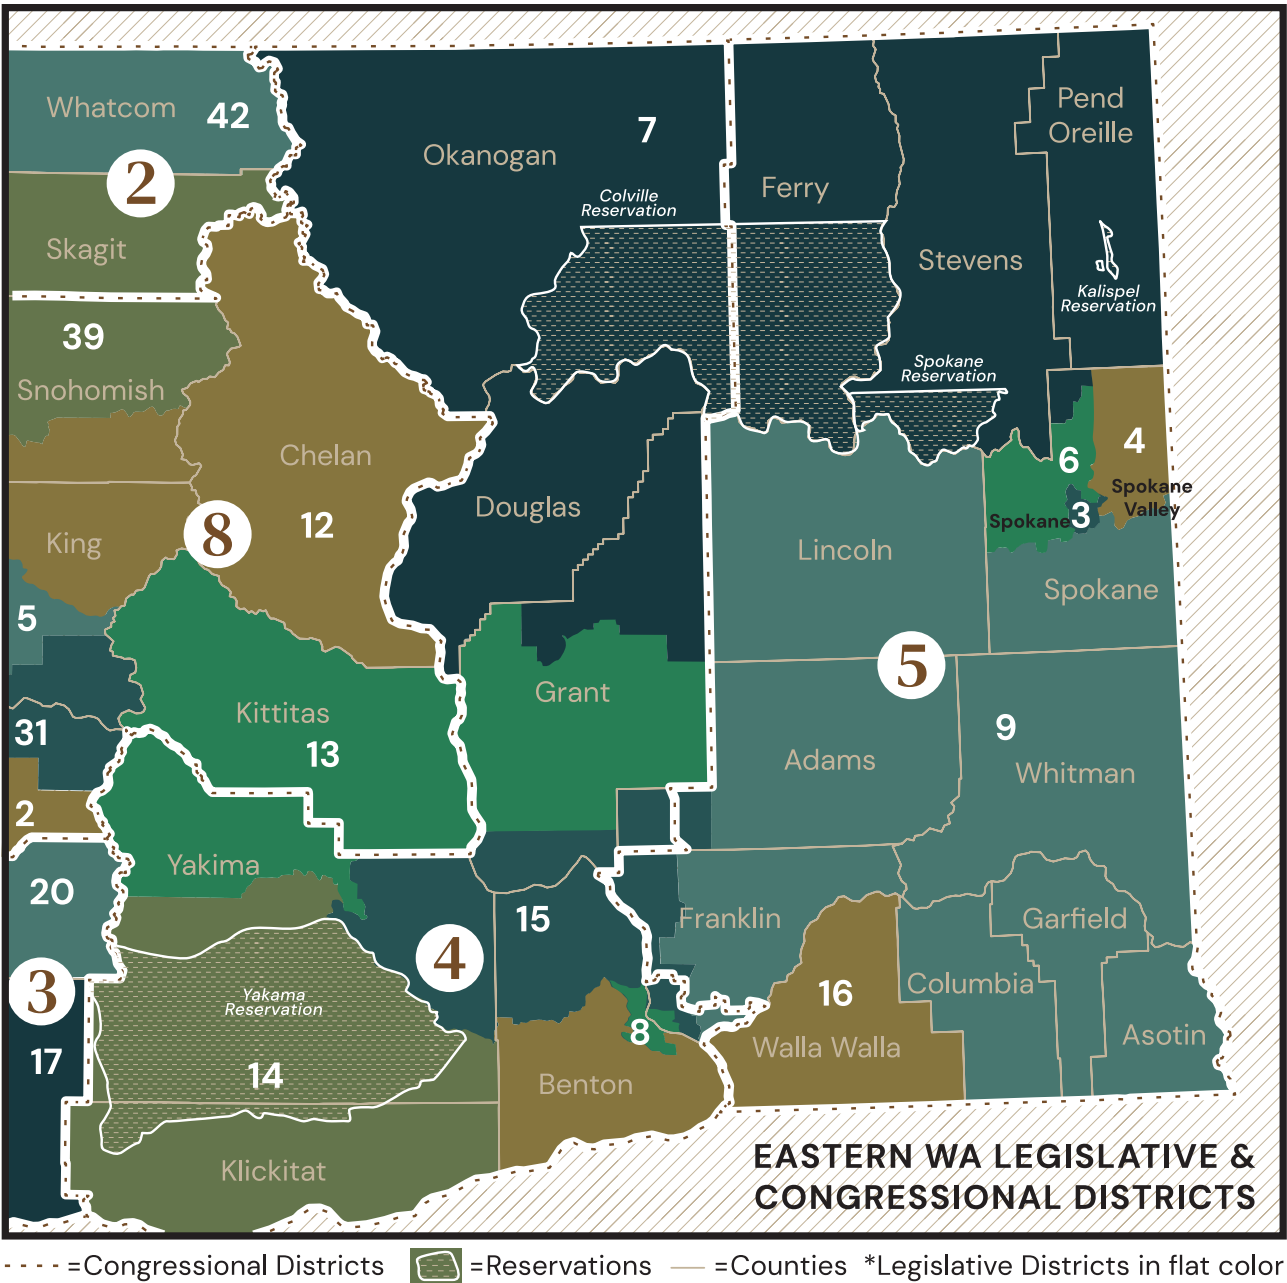 Whatcom
42
2
Skagit
39
Snohomish
King
5
31
2
20
3
17
Okanogan
7
Colville
Reservation
Ferry
Pend
Oreille
Stevens
Kalispel
Reservation
Spokane
Reservation
Chelan
12
8
Douglas
Lincoln
6
4
Spokane
Valley
Spokane
3
Spokane
Kittitas
13
Grant
5
Adams
9
Whitman
Yakima
4
15
Franklin
Garfield
Columbia
16
Walla Walla
Asotin
Yakama
Reservation
14
8
Benton
Klickitat
EASTERN WA LEGISLATIVE &
CONGRESSIONAL DISTRICTS
=Congressional Districts =Reservations =Counties *Legislative Districts in flat color